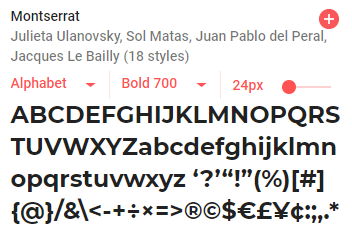 Montserrat
Julieta Ulanovsky, Sol Matas, Juan Pablo del Peral,
Jacques Le Bailly (18 styles)
Alphabet Bold 700 24px
ABCDEFGHIJKLMNOPQRS
TUVWXYZabcdefghijklmn
opqrstuvwxyz ‘?’“!”(%)[#]
{@}/&\<-+÷×=>®©$€£¥¢:;,.*